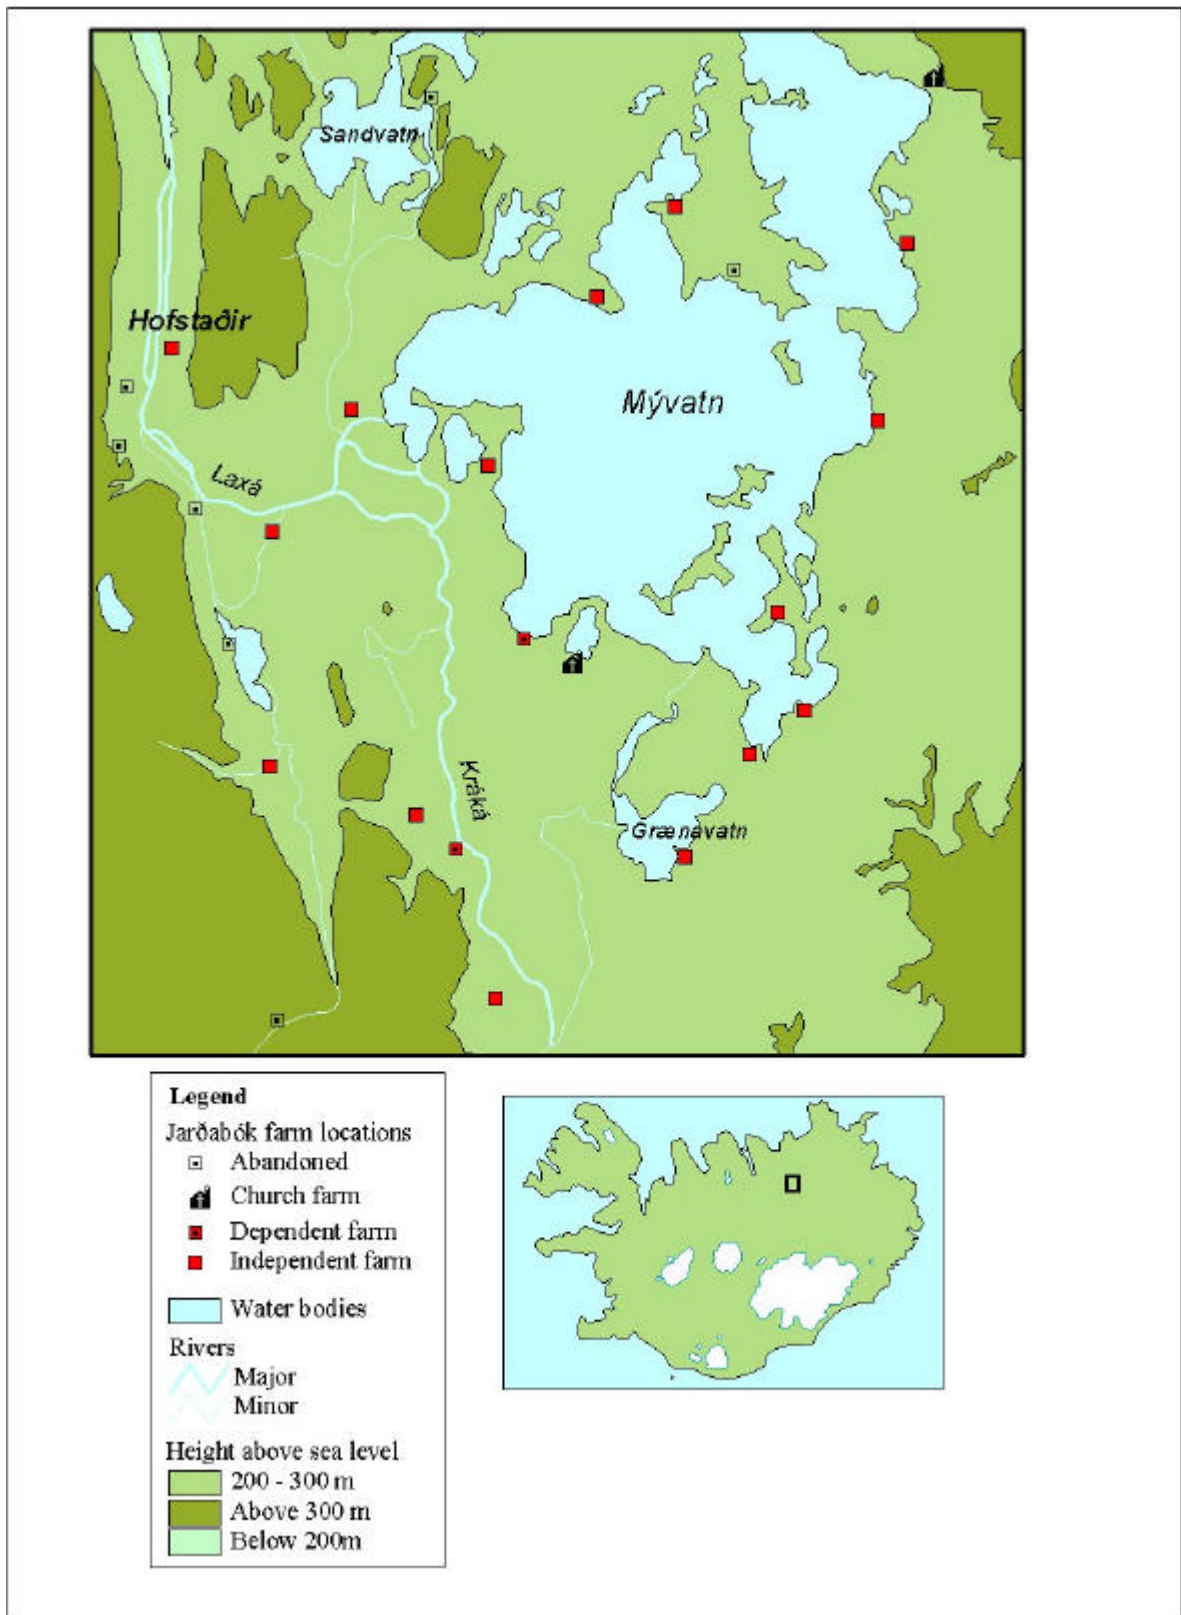 Sandvatn
Hofstaðir
Mývatn
Laxá
Kráká
Grænavatn
Legend
Jarðabók farm locations
Abandoned
Church farm
Dependent farm
Independent farm
Water bodies
Rivers
Major
Minor
Height above sea level
200 - 300 m
Above 300 m
Below 200m